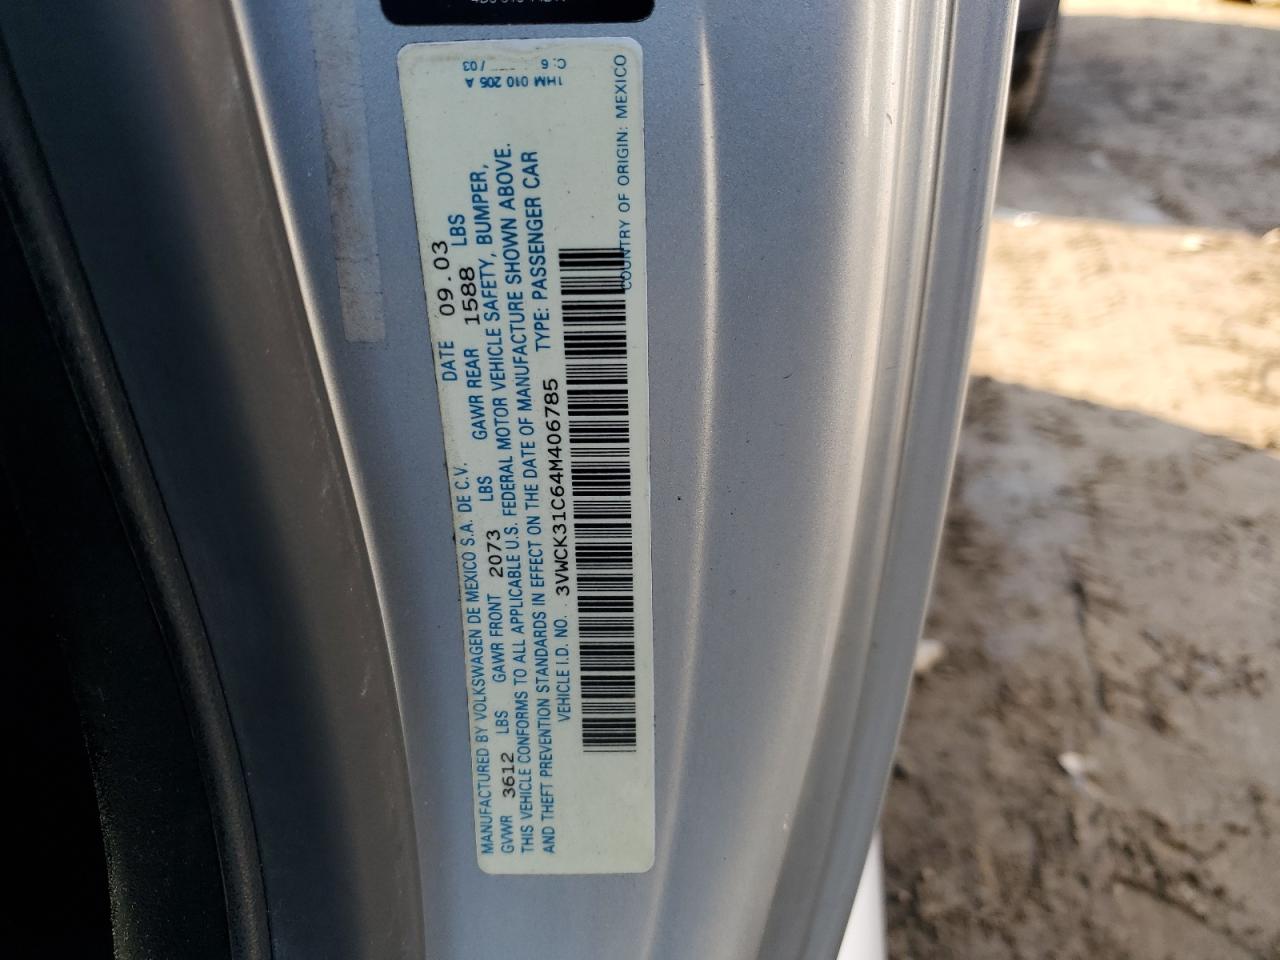 MANUFACTURED BY VOLKSWAGEN DE MEXICO S.A. DE C.V. DATE 09.03
GVWR 3612 LBS GAWR FRONT 2073 LBS GAWR REAR 1588 LBS
THIS VEHICLE CONFORMS TO ALL APPLICABLE U.S. FEDERAL MOTOR VEHICLE SAFETY, BUMPER,
AND THEFT PREVENTION STANDARDS IN EFFECT ON THE DATE OF MANUFACTURE SHOWN ABOVE.
VEHICLE I.D. NO. 3VWCK31C64M406785 TYPE: PASSENGER CAR
COUNTRY OF ORIGIN: MEXICO
1HM 010 205 A
/03